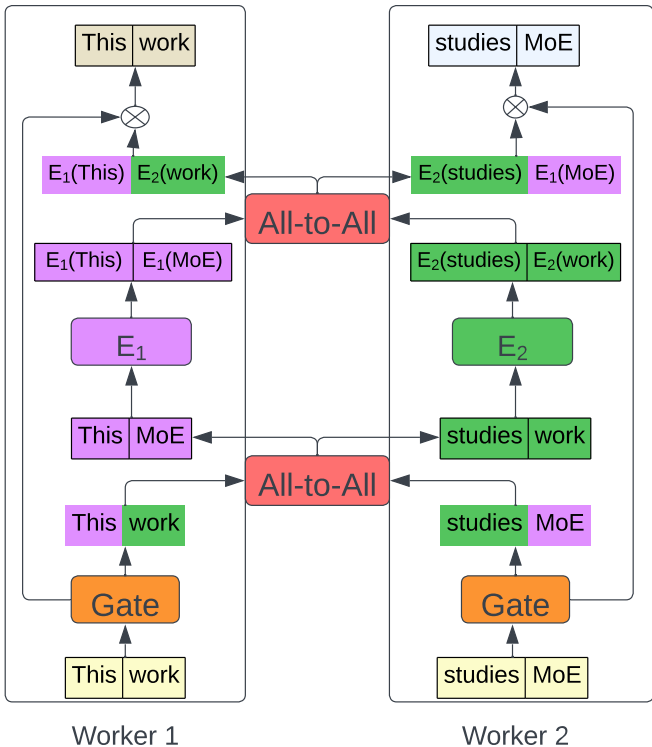 This work
studies MoE
E₁(This) E₂(work)
E₂(studies) E₁(MoE)
All-to-All
E₁(This) E₁(MoE)
E₂(studies) E₂(work)
E₁
E₂
This MoE
studies work
All-to-All
This work
studies MoE
Gate
Gate
This work
studies MoE
Worker 1
Worker 2